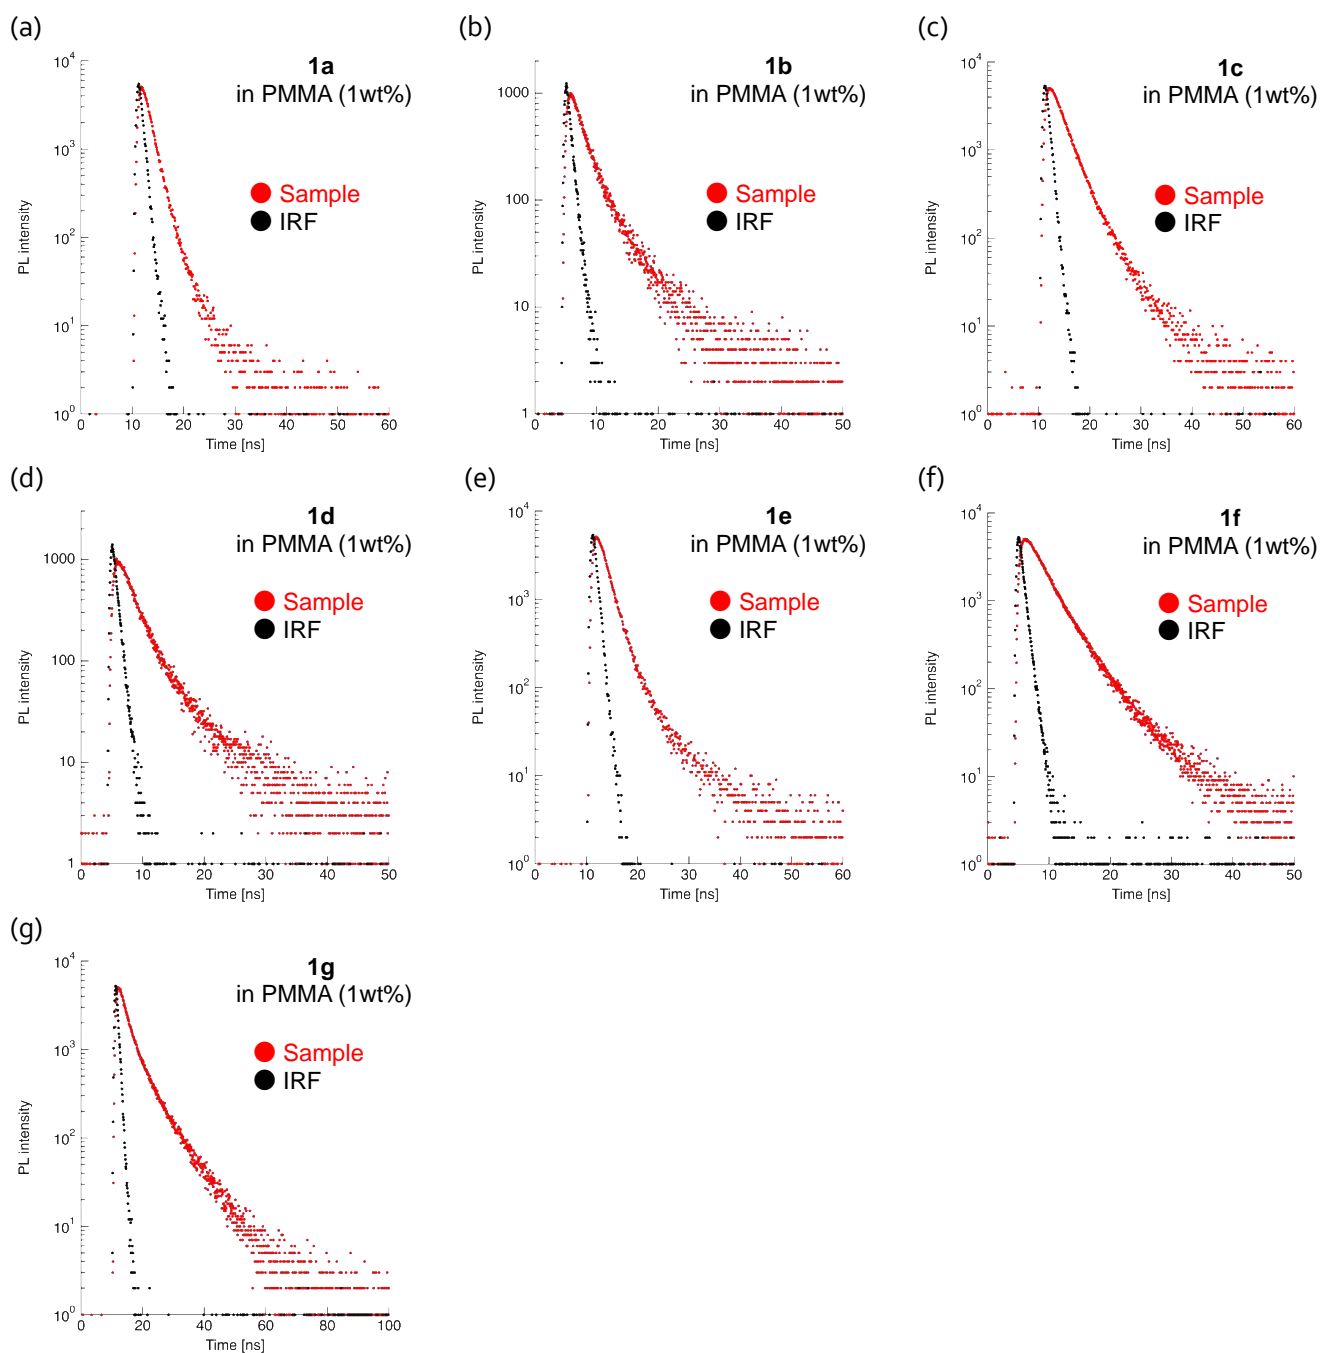 (a)
1a
in PMMA (1wt%)
Sample
IRF
PL intensity
10^4
10^3
10^2
10^1
10^0
0 10 20 30 40 50 60
Time [ns]
(b)
1b
in PMMA (1wt%)
Sample
IRF
PL intensity
1000
100
10
1
0 10 20 30 40 50
Time [ns]
(c)
1c
in PMMA (1wt%)
Sample
IRF
PL intensity
10^4
10^3
10^2
10^1
10^0
0 10 20 30 40 50 60
Time [ns]
(d)
1d
in PMMA (1wt%)
Sample
IRF
PL intensity
1000
100
10
1
0 10 20 30 40 50
Time [ns]
(e)
1e
in PMMA (1wt%)
Sample
IRF
PL intensity
10^4
10^3
10^2
10^1
10^0
0 10 20 30 40 50 60
Time [ns]
(f)
1f
in PMMA (1wt%)
Sample
IRF
PL intensity
10^4
10^3
10^2
10^1
10^0
0 10 20 30 40 50
Time [ns]
(g)
1g
in PMMA (1wt%)
Sample
IRF
PL intensity
10^4
10^3
10^2
10^1
10^0
0 20 40 60 80 100
Time [ns]